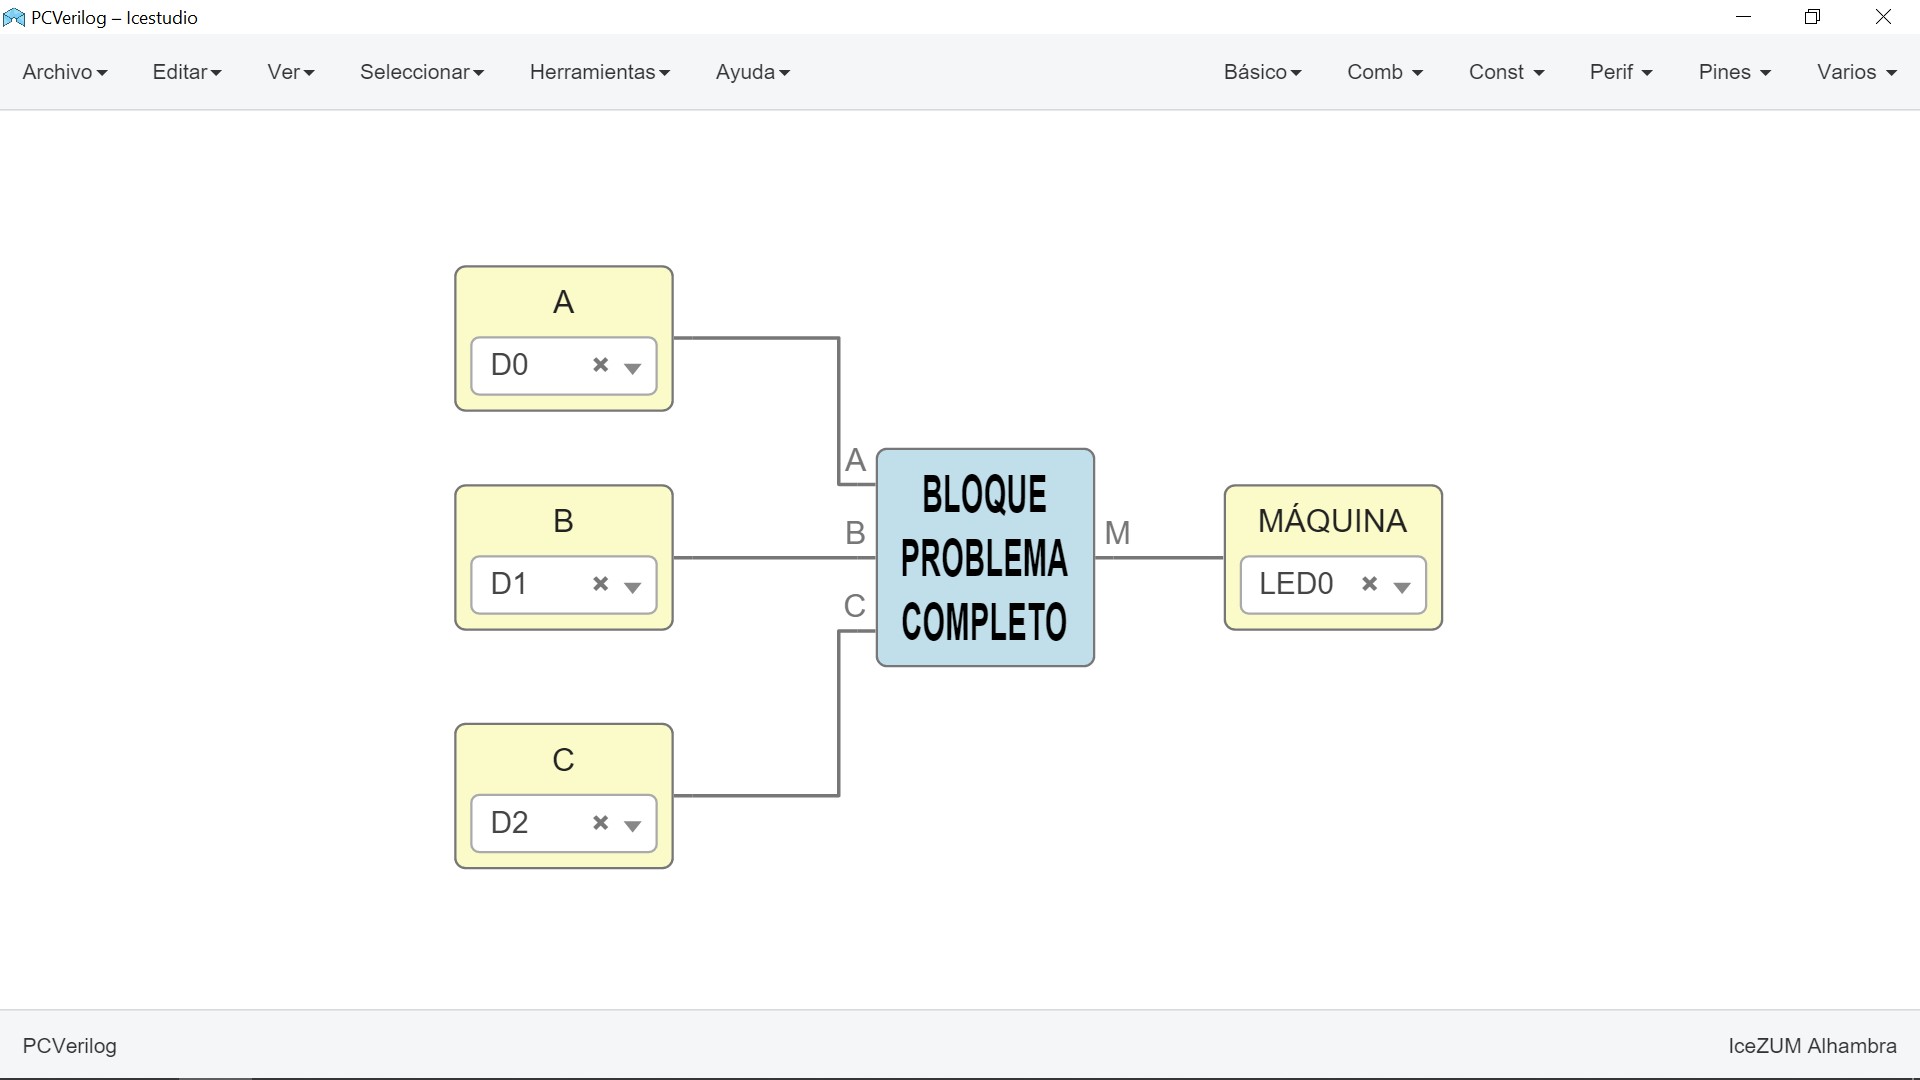 PCVerilog – Icestudio
Archivo Editar Ver Seleccionar Herramientas Ayuda Básico Comb Const Perif Pines Varios
A
D0
B
D1
C
D2
A
B
C
BLOQUE
PROBLEMA
COMPLETO
M
MÁQUINA
LED0
PCVerilog IceZUM Alhambra